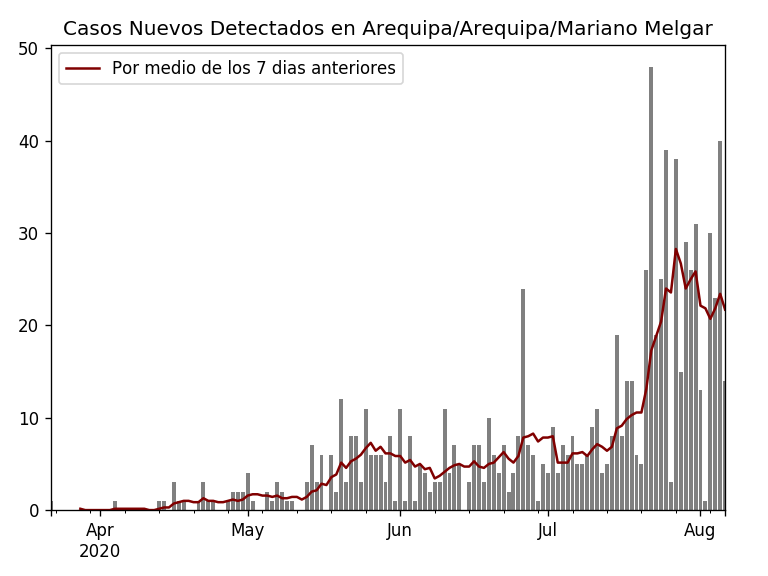 Casos Nuevos Detectados en Arequipa/Arequipa/Mariano Melgar
Por medio de los 7 dias anteriores
50
40
30
20
10
0
Apr
2020
May
Jun
Jul
Aug